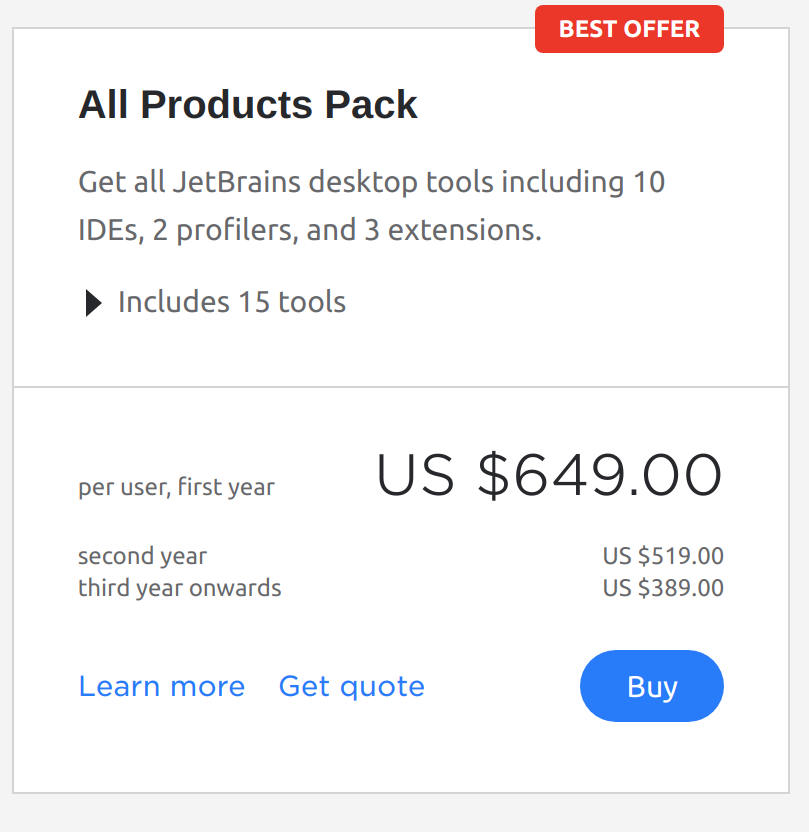 BEST OFFER
All Products Pack
Get all JetBrains desktop tools including 10
IDEs, 2 profilers, and 3 extensions.
Includes 15 tools
per user, first year US $649.00
second year US $519.00
third year onwards US $389.00
Learn more Get quote Buy